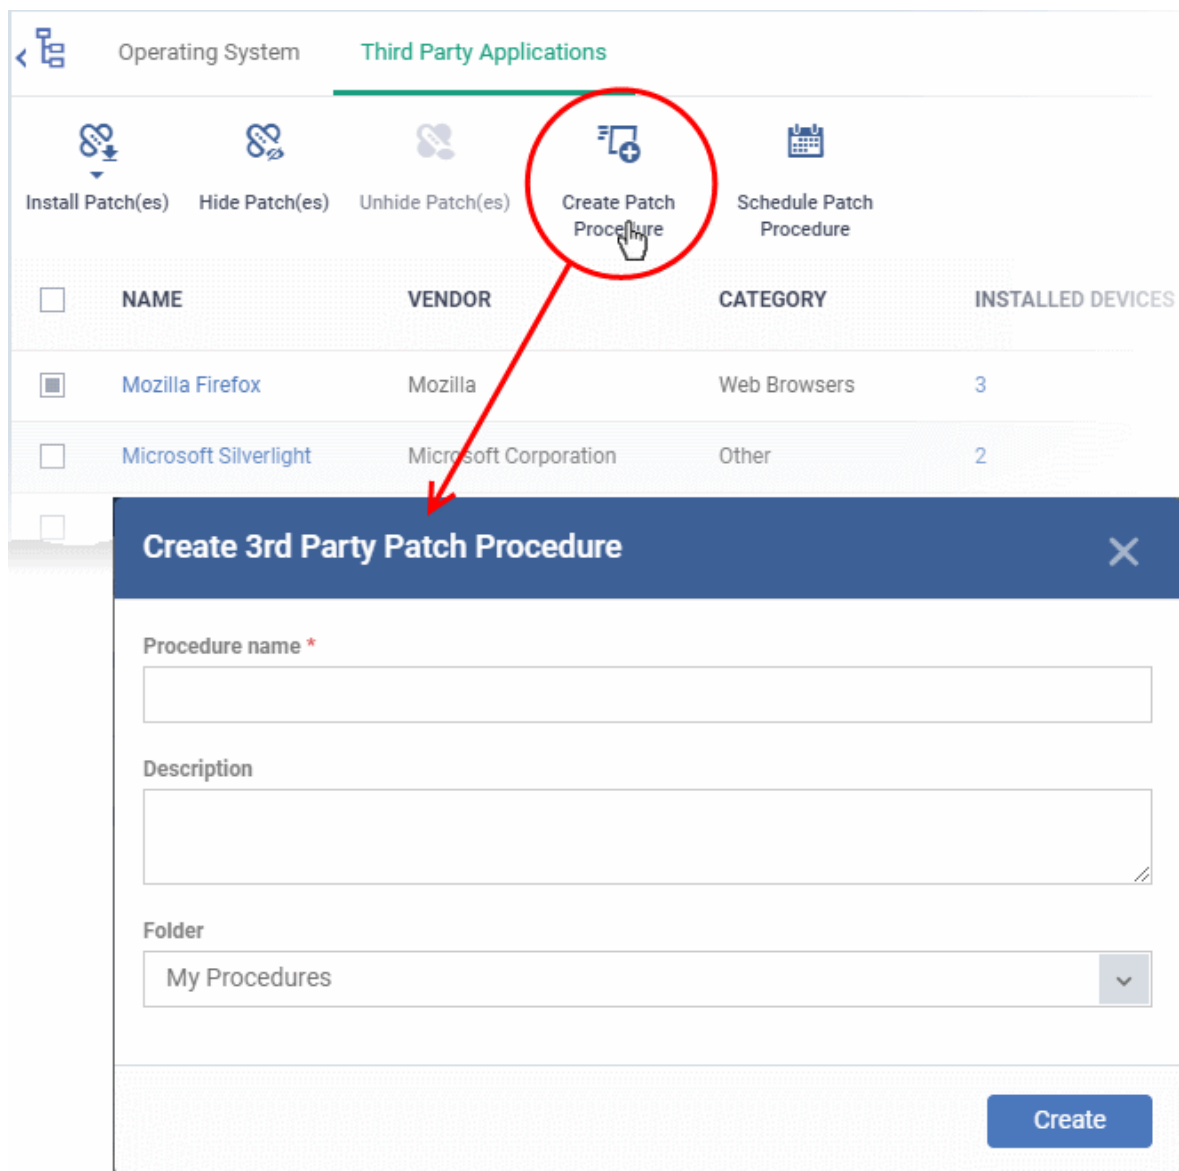 Operating System Third Party Applications
Install Patch(es) Hide Patch(es) Unhide Patch(es) Create Patch Procedure Schedule Patch Procedure
NAME VENDOR CATEGORY INSTALLED DEVICES
Mozilla Firefox Mozilla Web Browsers 3
Microsoft Silverlight Microsoft Corporation Other 2
Create 3rd Party Patch Procedure
Procedure name *
Description
Folder
My Procedures
Create